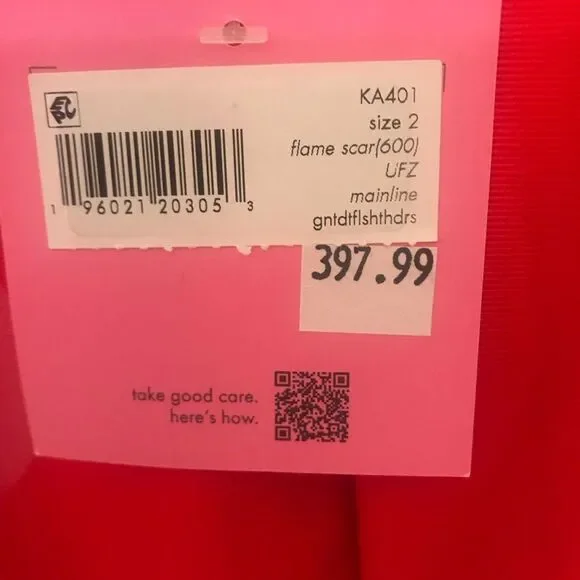 KA401
size 2
flame scar(600)
UFZ
mainline
gntdtflshthdrs
1 96021 20305 3
397.99
take good care.
here's how.